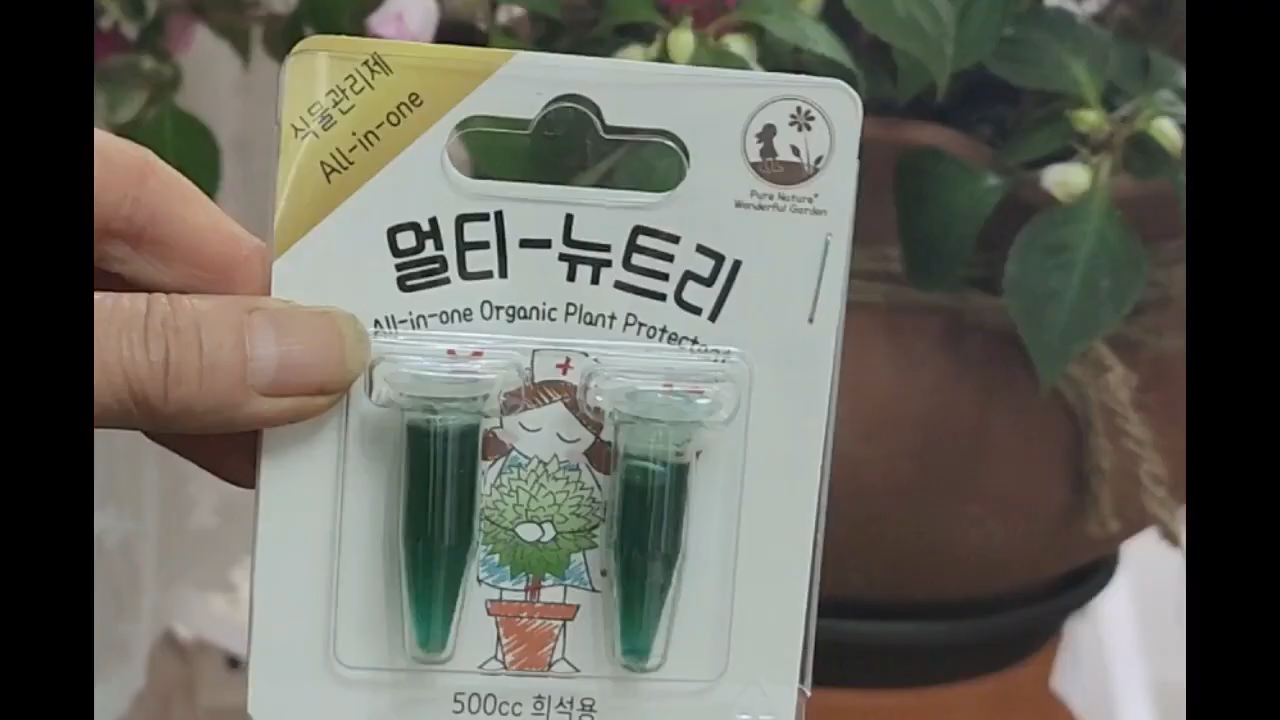 식물관리제
All-in-one
Pure Nature
Wonderful Garden
멀티-뉴트리
All-in-one Organic Plant Protectant
500cc 희석용